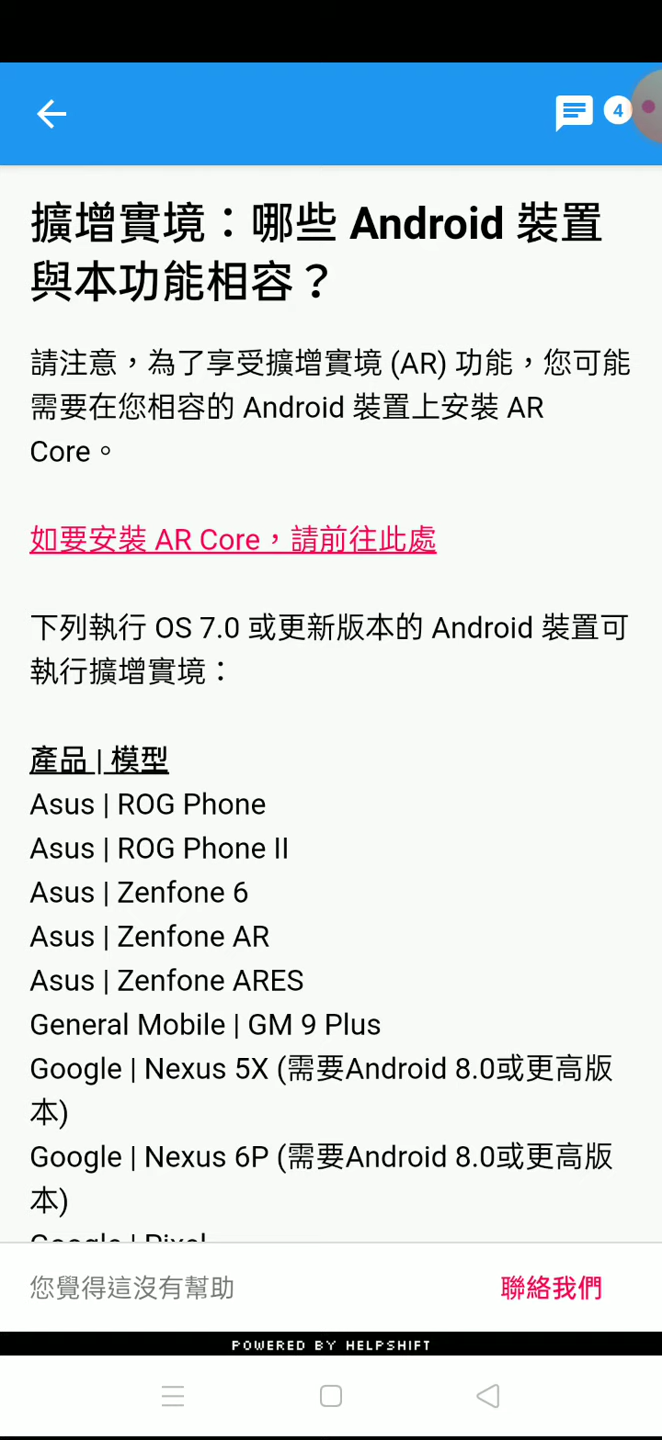 4
擴增實境：哪些 Android 裝置
與本功能相容？
請注意，為了享受擴增實境 (AR) 功能，您可能
需要在您相容的 Android 裝置上安裝 AR
Core。
如要安裝 AR Core，請前往此處
下列執行 OS 7.0 或更新版本的 Android 裝置可
執行擴增實境：
產品 | 模型
Asus | ROG Phone
Asus | ROG Phone II
Asus | Zenfone 6
Asus | Zenfone AR
Asus | Zenfone ARES
General Mobile | GM 9 Plus
Google | Nexus 5X (需要Android 8.0或更高版
本)
Google | Nexus 6P (需要Android 8.0或更高版
本)
Google | Pixel
您覺得這沒有幫助
聯絡我們
POWERED BY HELPSHIFT